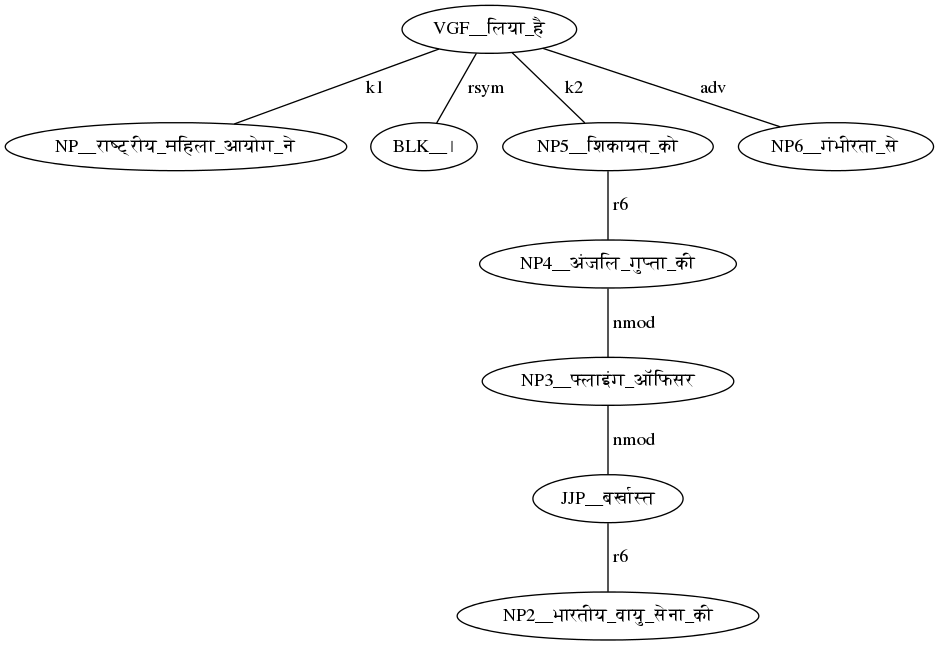 VGF__लिया_है
k1 rsym k2 adv
NP__राष्ट्रीय_महिला_आयोग_ने BLK__। NP5__शिकायत_को NP6__गंभीरता_से
r6
NP4__अंजलि_गुप्ता_की
nmod
NP3__फ्लाइंग_ऑफिसर
nmod
JJP__बर्खास्त
r6
NP2__भारतीय_वायु_सेना_की